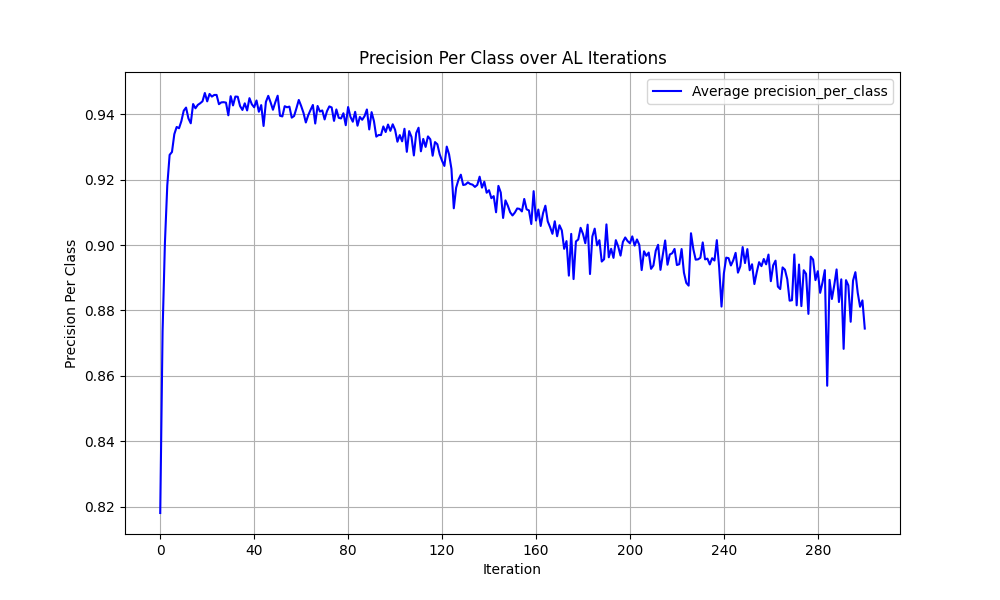 Precision Per Class over AL Iterations
Average precision_per_class
Precision Per Class
0.94
0.92
0.90
0.88
0.86
0.84
0.82
0 40 80 120 160 200 240 280
Iteration